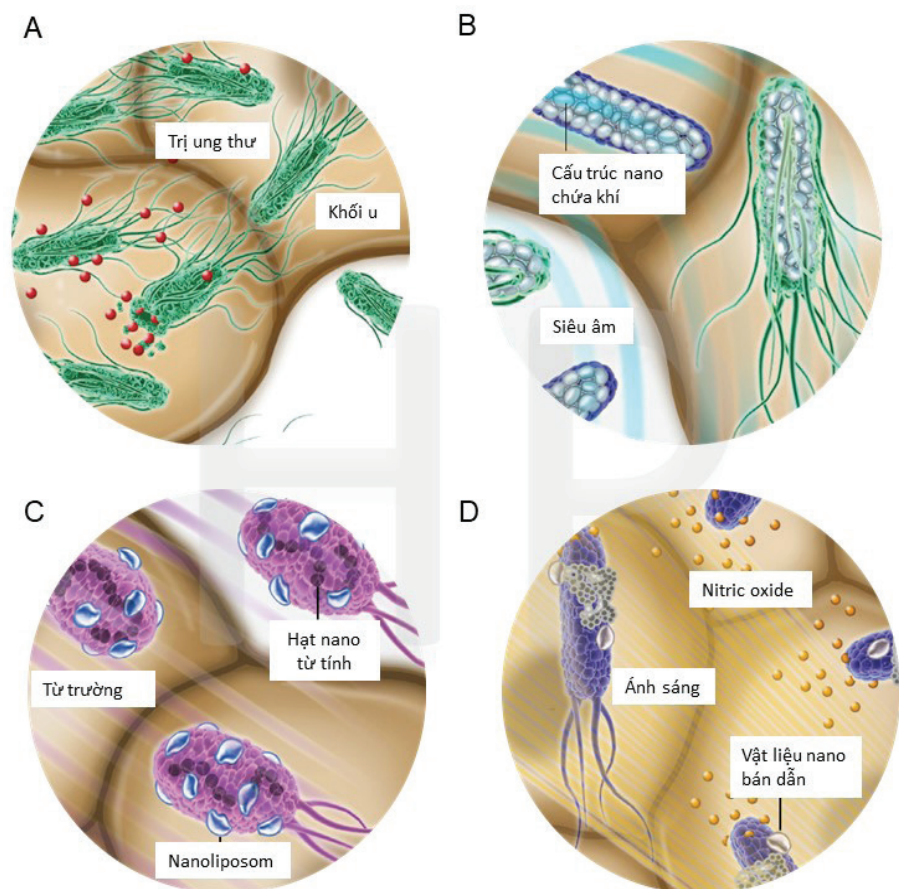 A
Trị ung thư
Khối u
B
Cấu trúc nano
chứa khí
Siêu âm
C
Hạt nano
từ tính
Từ trường
Nanoliposom
D
Nitric oxide
Ánh sáng
Vật liệu nano
bán dẫn
HP